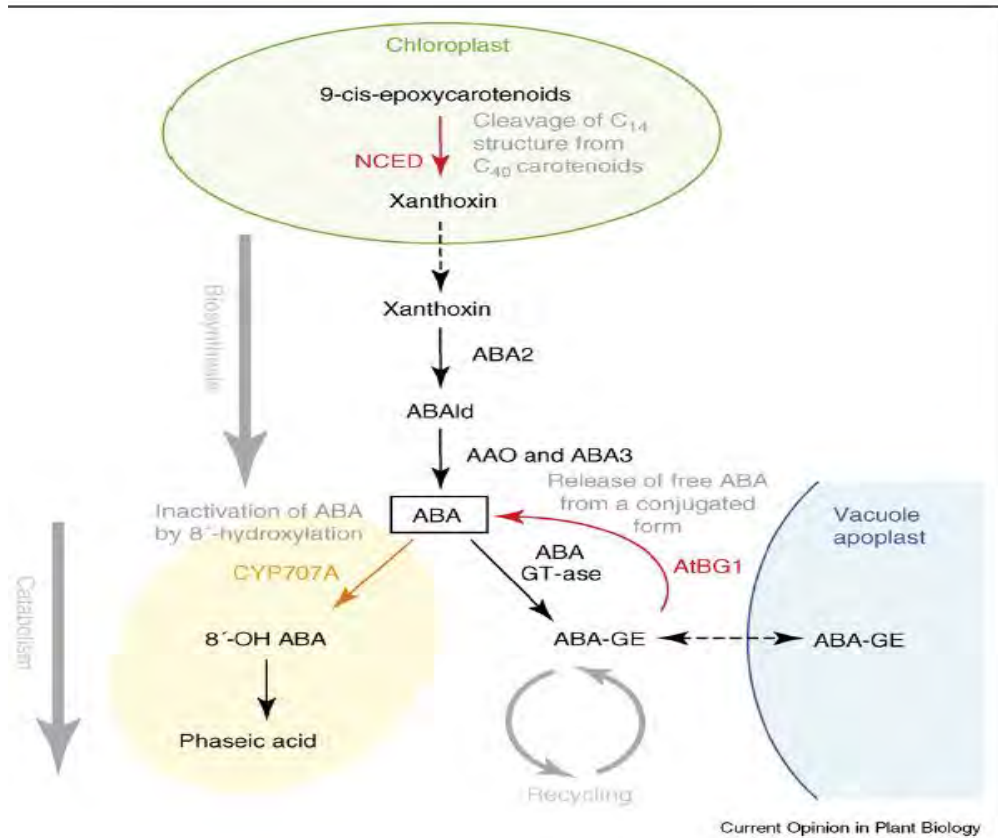 Chloroplast
9-cis-epoxycarotenoids
Cleavage of C14
structure from
C40 carotenoids
NCED
Xanthoxin
Biosynthesis
Xanthoxin
ABA2
ABAld
AAO and ABA3
Release of free ABA
from a conjugated
form
Inactivation of ABA
by 8´-hydroxylation
ABA
Vacuole
apoplast
ABA
GT-ase
AtBG1
CYP707A
Catabolism
8´-OH ABA
ABA-GE
ABA-GE
Phaseic acid
Recycling
Current Opinion in Plant Biology